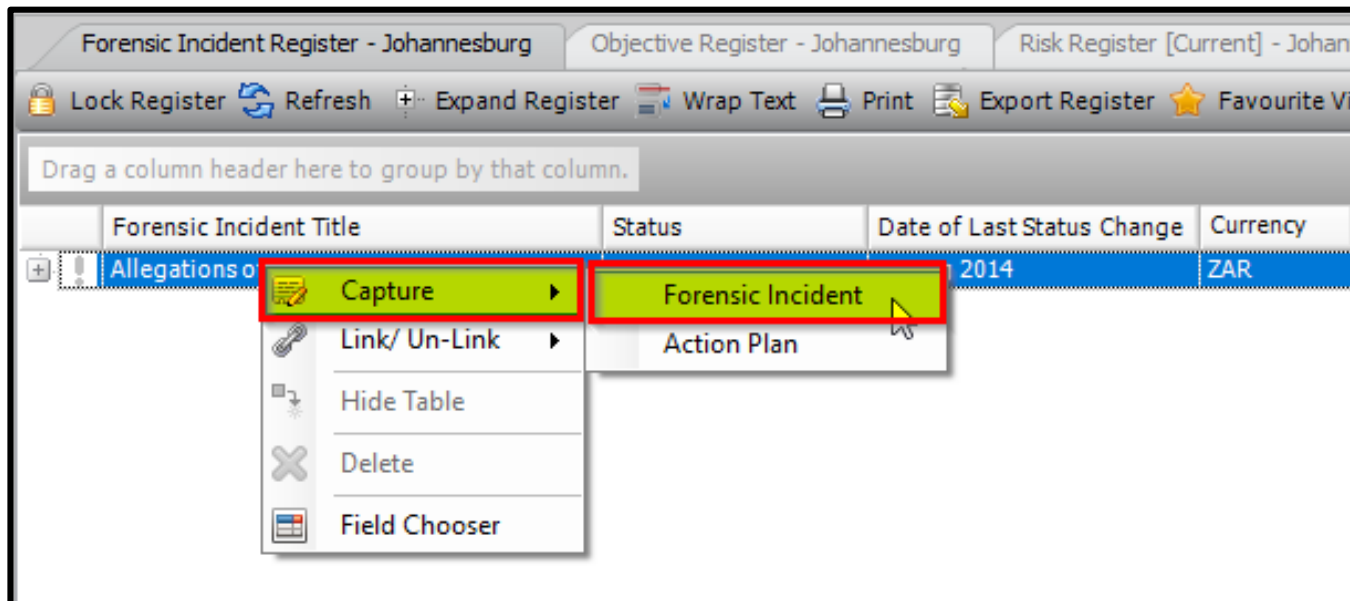 Forensic Incident Register - Johannesburg Objective Register - Johannesburg Risk Register [Current] - Johan
Lock Register Refresh Expand Register Wrap Text Print Export Register Favourite Vi
Drag a column header here to group by that column.
Forensic Incident Title Status Date of Last Status Change Currency
Allegations o 2014 ZAR
Capture Forensic Incident
Link/ Un-Link Action Plan
Hide Table
Delete
Field Chooser